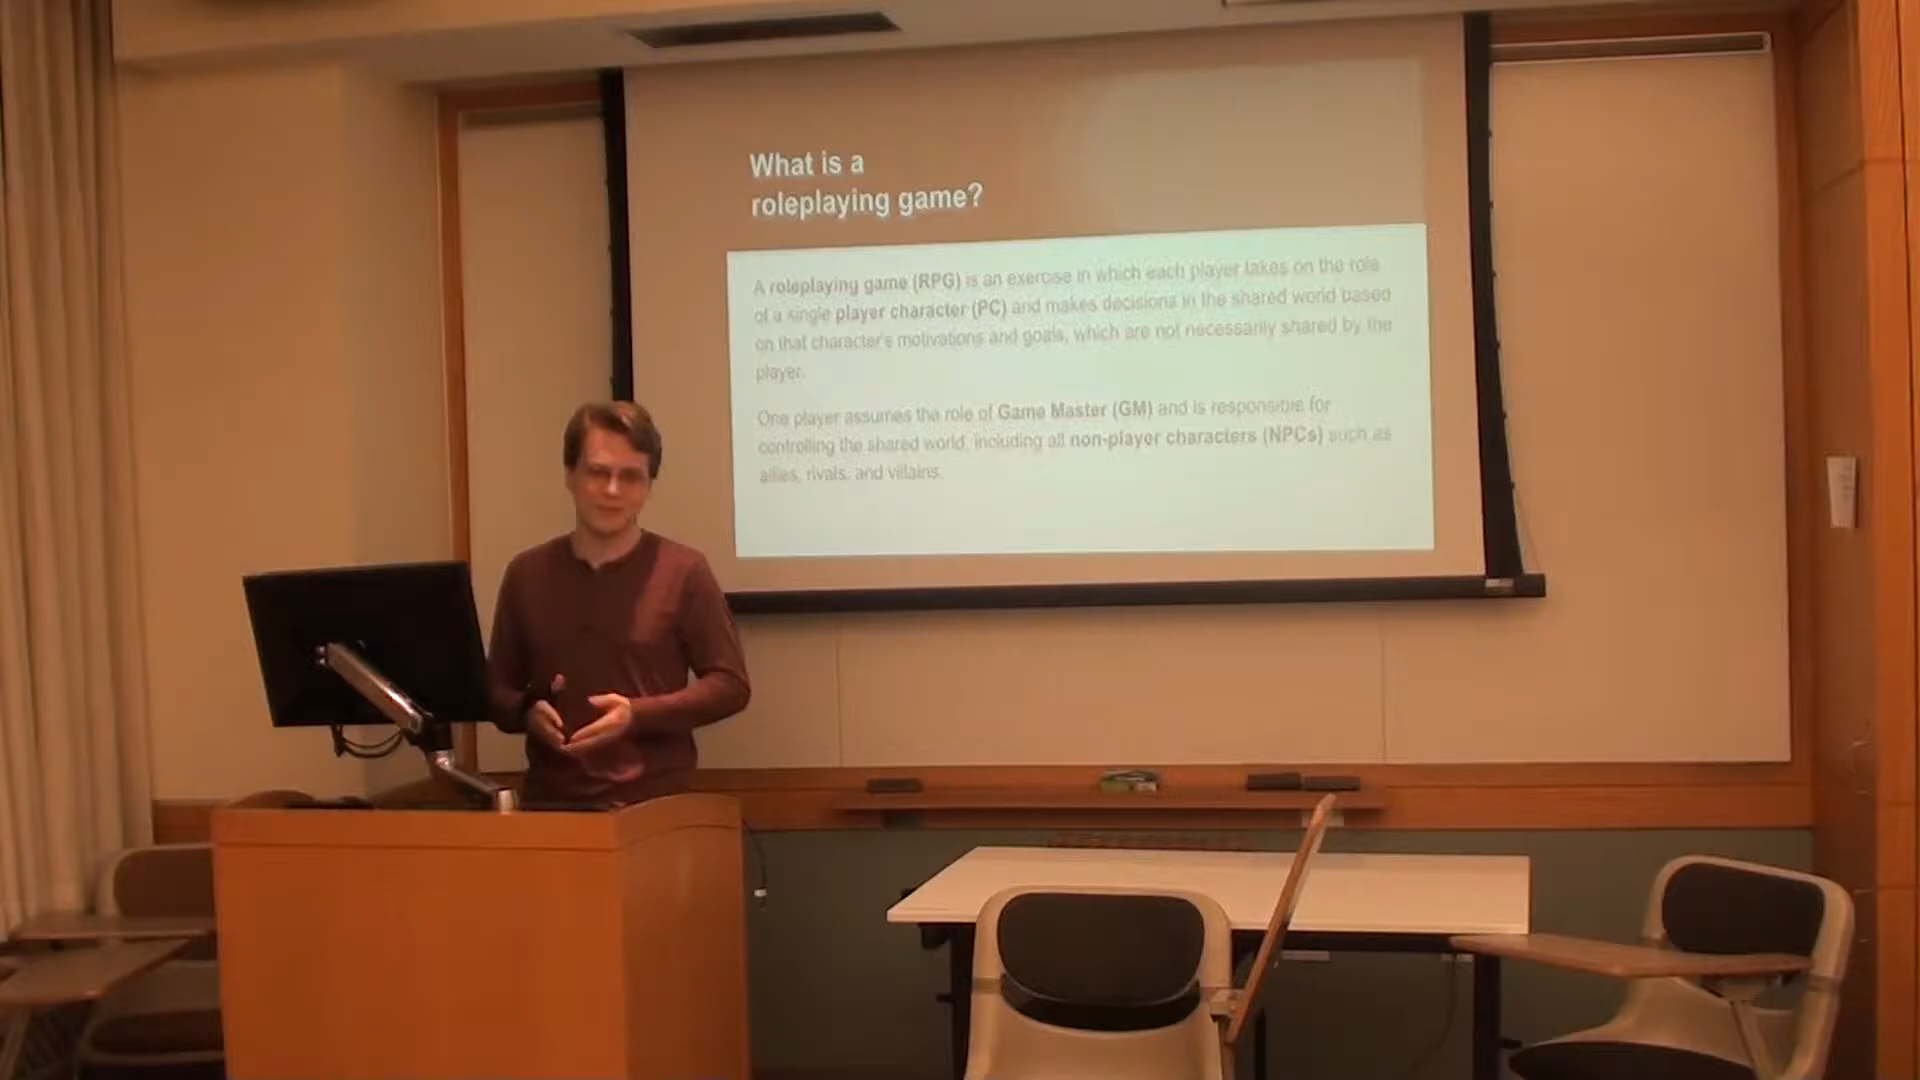 What is a
roleplaying game?
A roleplaying game (RPG) is an exercise in which each player takes on the role
of a single player character (PC) and makes decisions in the shared world based
on that character's motivations and goals, which are not necessarily shared by the
player.
One player assumes the role of Game Master (GM) and is responsible for
controlling the shared world, including all non-player characters (NPCs) such as
allies, rivals, and villains.